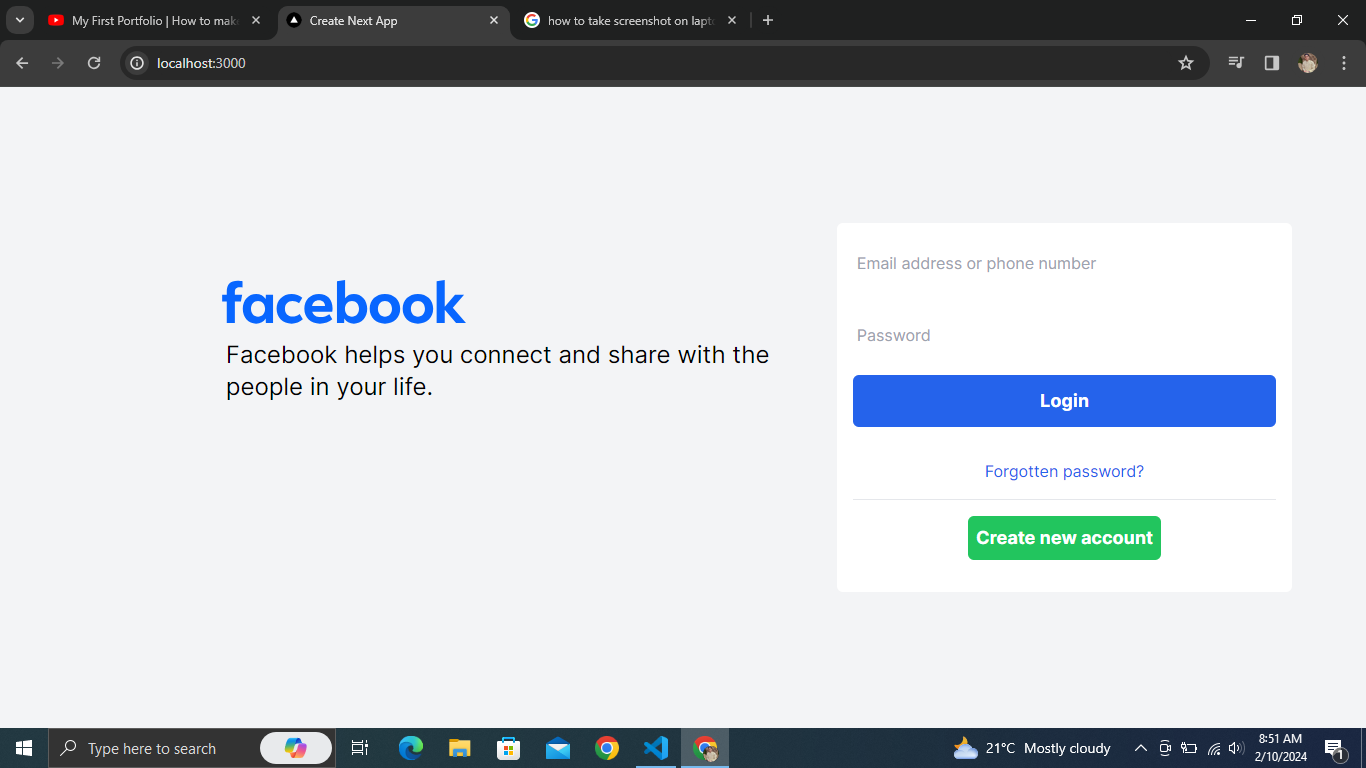 My First Portfolio | How to make
Create Next App
how to take screenshot on lapto
localhost:3000
facebook
Facebook helps you connect and share with the
people in your life.
Email address or phone number
Password
Login
Forgotten password?
Create new account
Type here to search
21°C Mostly cloudy
8:51 AM
2/10/2024
1